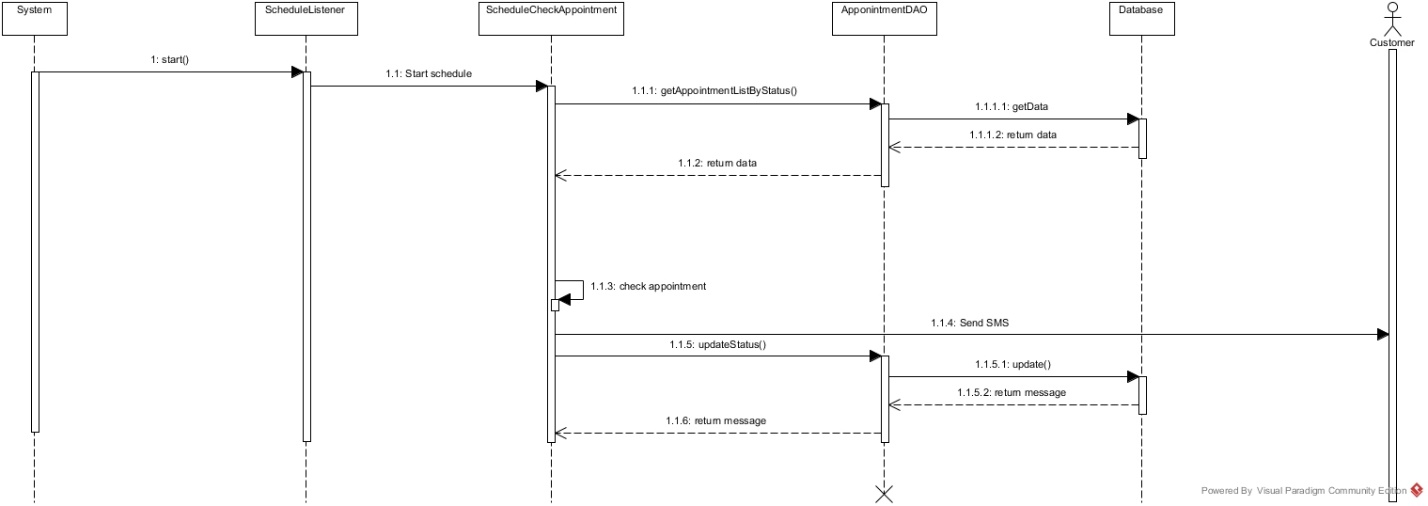 System
ScheduleListener
ScheduleCheckAppointment
ApponintmentDAO
Database
Customer
1: start()
1.1: Start schedule
1.1.1: getAppointmentListByStatus()
1.1.1.1: getData
1.1.1.2: return data
1.1.2: return data
1.1.3: check appointment
1.1.4: Send SMS
1.1.5: updateStatus()
1.1.5.1: update()
1.1.5.2: return message
1.1.6: return message
Powered By Visual Paradigm Community Edition